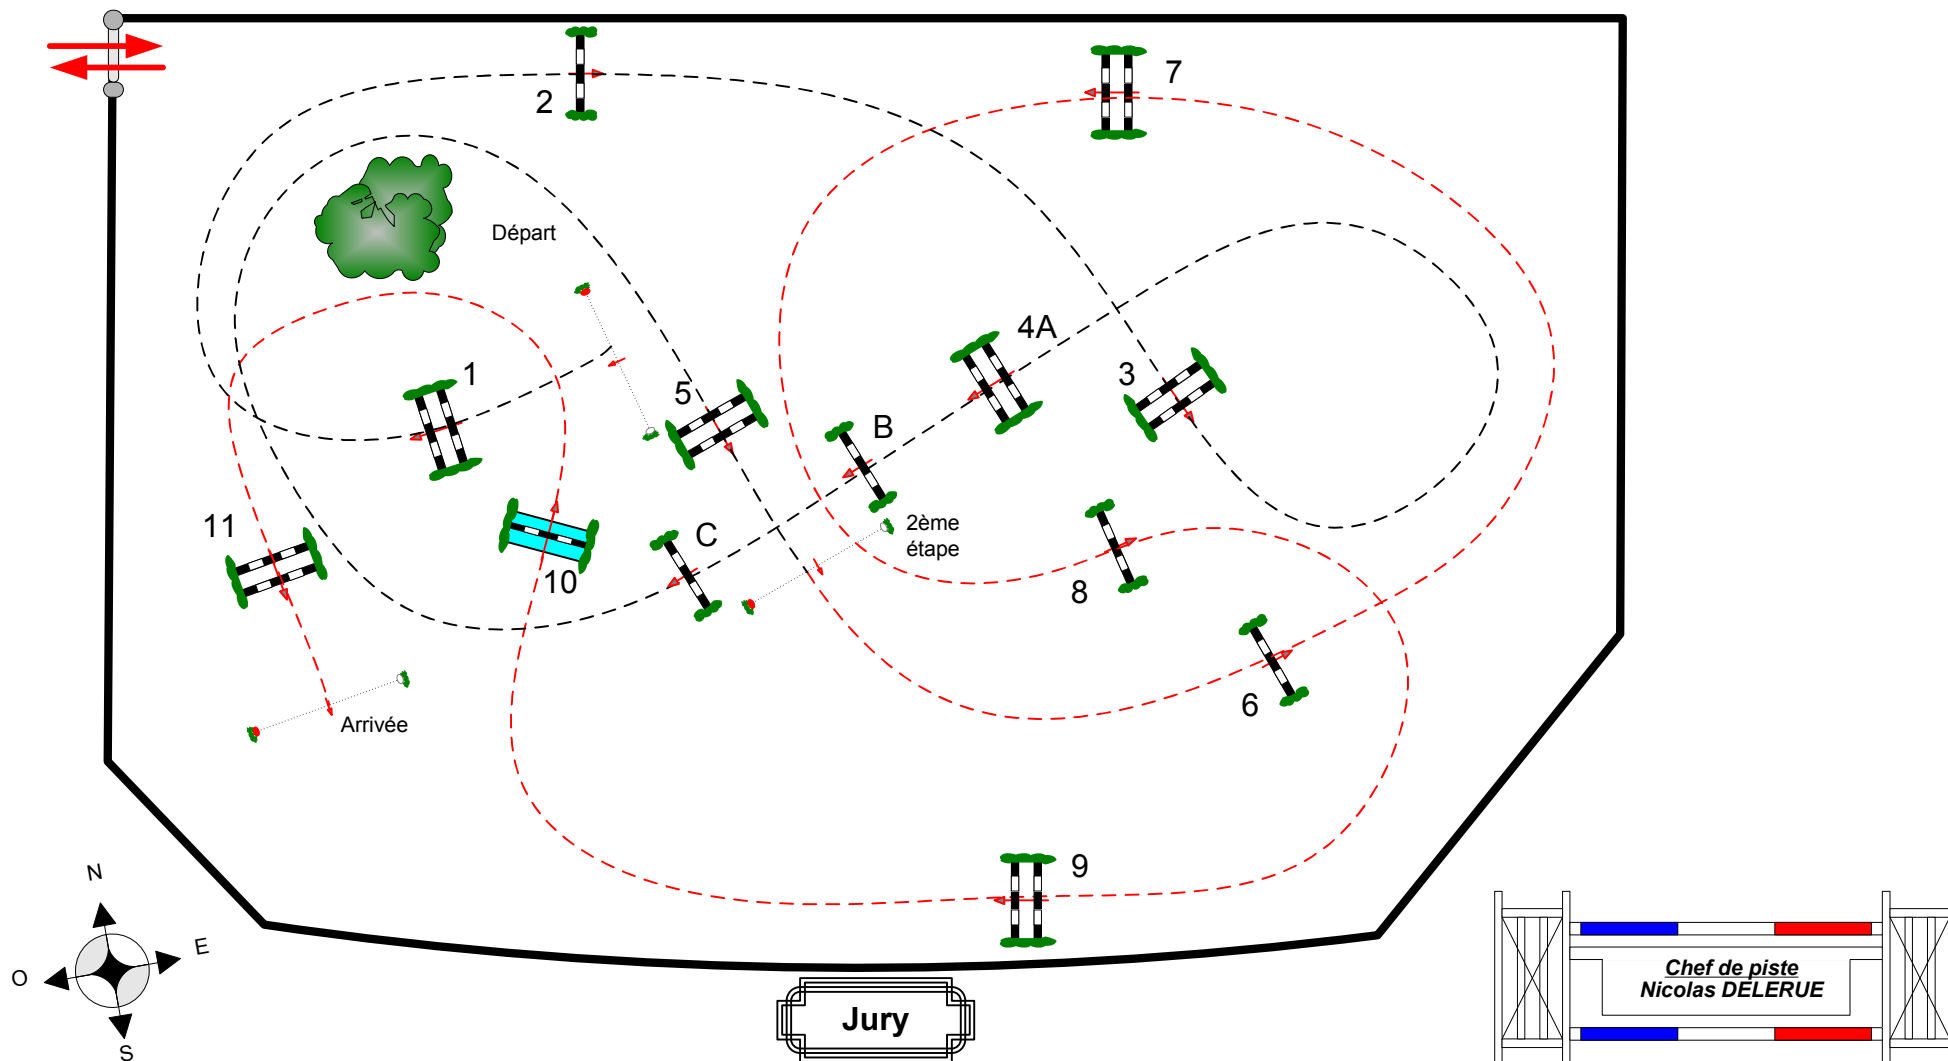 2
7
Départ
4A
1
3
5
B
11
C
2ème
étape
10
8
6
Arrivée
9
N
E
O
S
Chef de piste
Nicolas DELERUE
Jury